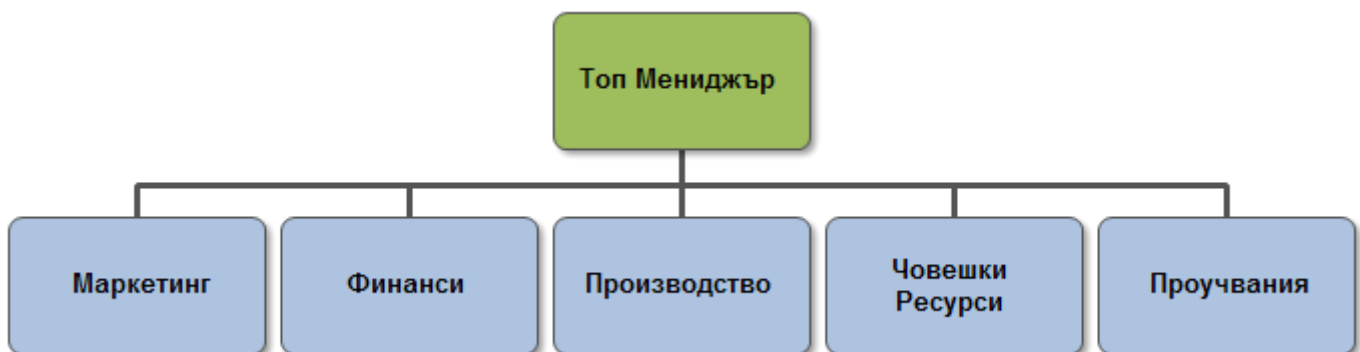 Топ Мениджър
Маркетинг
Финанси
Производство
Човешки
Ресурси
Проучвания